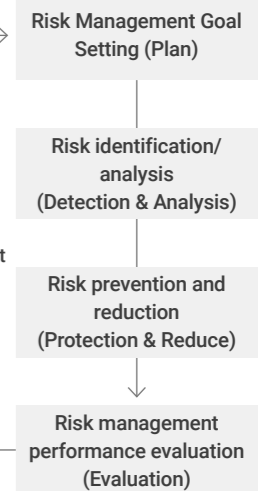 Risk Management Goal
Setting (Plan)
Risk identification/
analysis
(Detection & Analysis)
Risk prevention and
reduction
(Protection & Reduce)
Risk management
performance evaluation
(Evaluation)